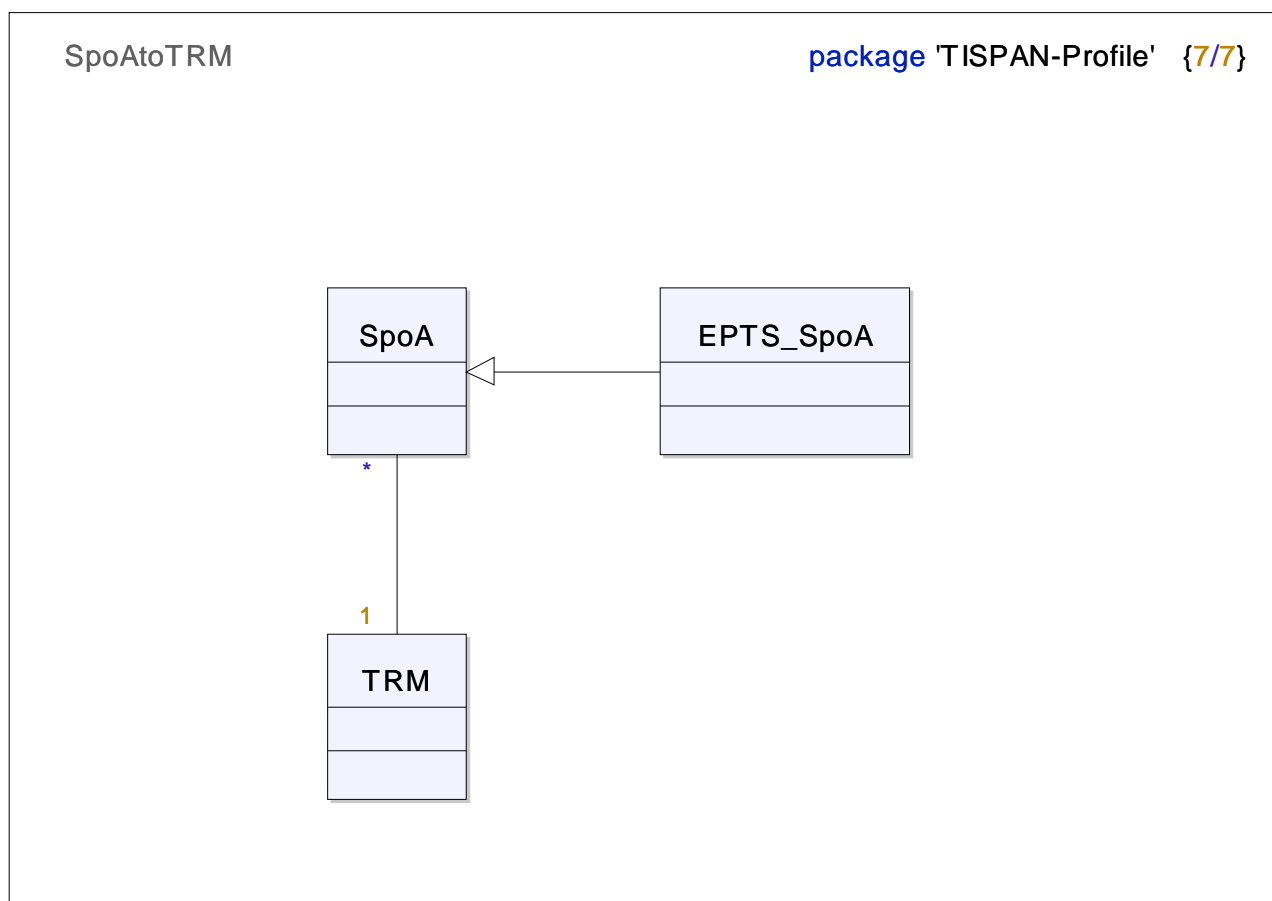 SpoAtoTRM
package 'TISPAN-Profile' {7/7}
SpoA
EPTS_SpoA
*
1
TRM